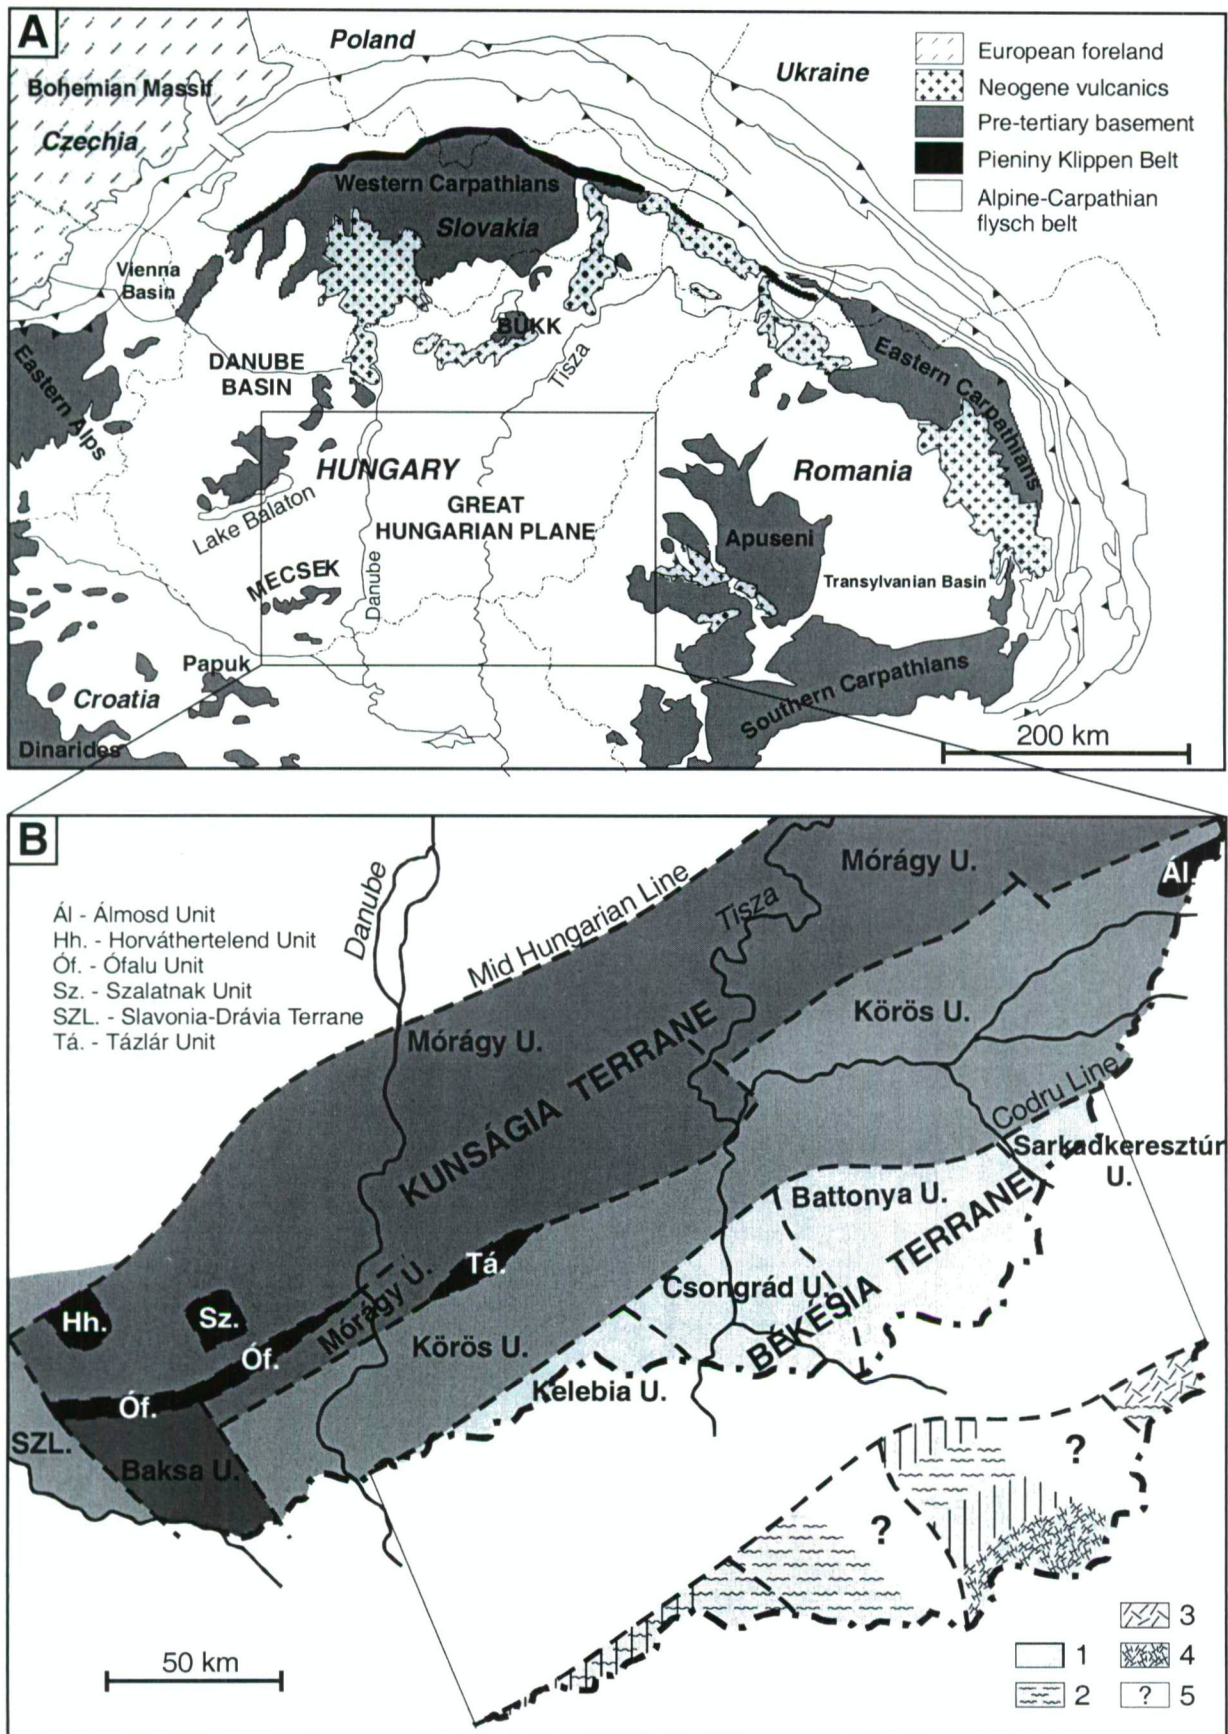 A
Poland
Ukraine
Bohemian Massif
Czechia
European foreland
Neogene vulcanics
Pre-tertiary basement
Pieniny Klippen Belt
Alpine-Carpathian
flysch belt
Western Carpathians
Slovakia
Vienna
Basin
BÜKK
DANUBE
BASIN
Tisza
Eastern Alps
Eastern Carpathians
HUNGARY
Romania
Lake Balaton
GREAT
HUNGARIAN PLANE
Apuseni
MECSEK
Danube
Transylvanian Basin
Papuk
Croatia
Southern Carpathians
Dinarides
200 km
B
Ál - Álmosd Unit
Hh. - Horváthertelend Unit
Óf. - Ófalu Unit
Sz. - Szalatnak Unit
SZL. - Slavonia-Drávia Terrane
Tá. - Tázlár Unit
Danube
Mid Hungarian Line
Tisza
Mórágy U.
Ál.
Mórágy U.
KUNSÁGIA TERRANE
Körös U.
Codru Line
Sarkadkeresztúr
U.
Battonya U.
Tá.
Mórágy U.
Csongrád U.
BÉKÉSIA TERRANE
Hh.
Sz.
Óf.
Körös U.
Kelebia U.
Óf.
SZL.
Baksa U.
?
?
50 km
1
2
3
4
? 5